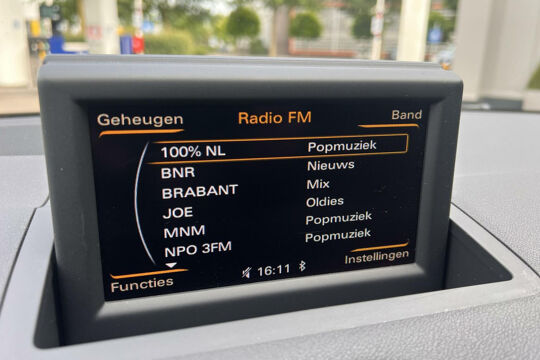 Geheugen Radio FM Band
100% NL Popmuziek
BNR Nieuws
BRABANT Mix
JOE Oldies
MNM Popmuziek
NPO 3FM Popmuziek
Functies 16:11 Instellingen